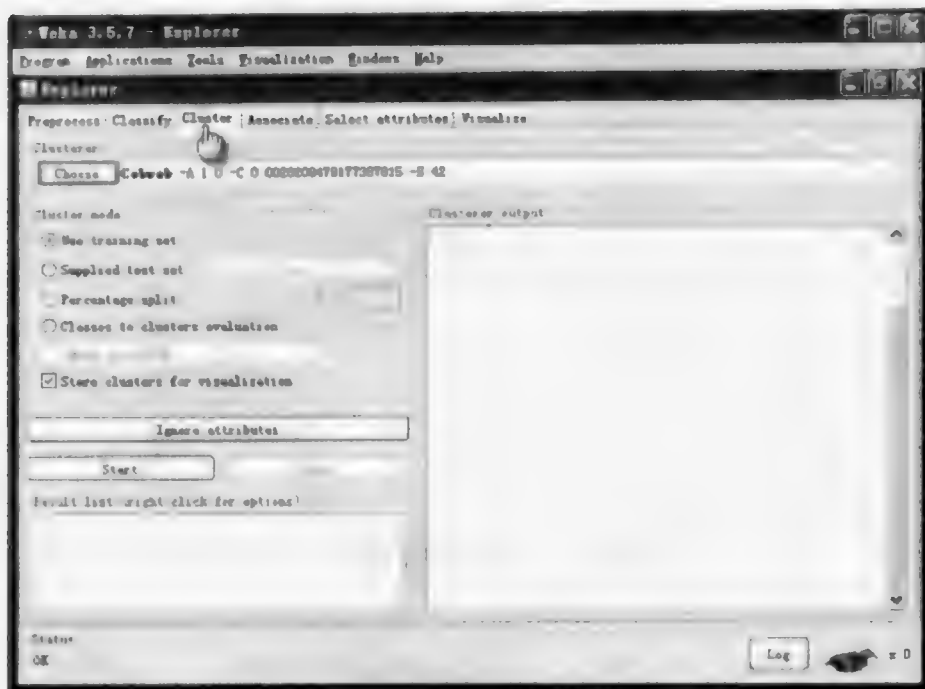 Weka 3.5.7 - Explorer
Program Applications Tools Visualization Windows Help
Explorer
Preprocess Classify Cluster Associate Select attributes Visualize
Clusterer
Choose Cobweb -A 1.0 -C
-S 42
Cluster mode
Clusterer output
Use training set
Supplied test set
Percentage split
Classes to clusters evaluation
Store clusters for visualization
Ignore attributes
Start
Result list (right-click for options)
Status
OK
Log
x 0